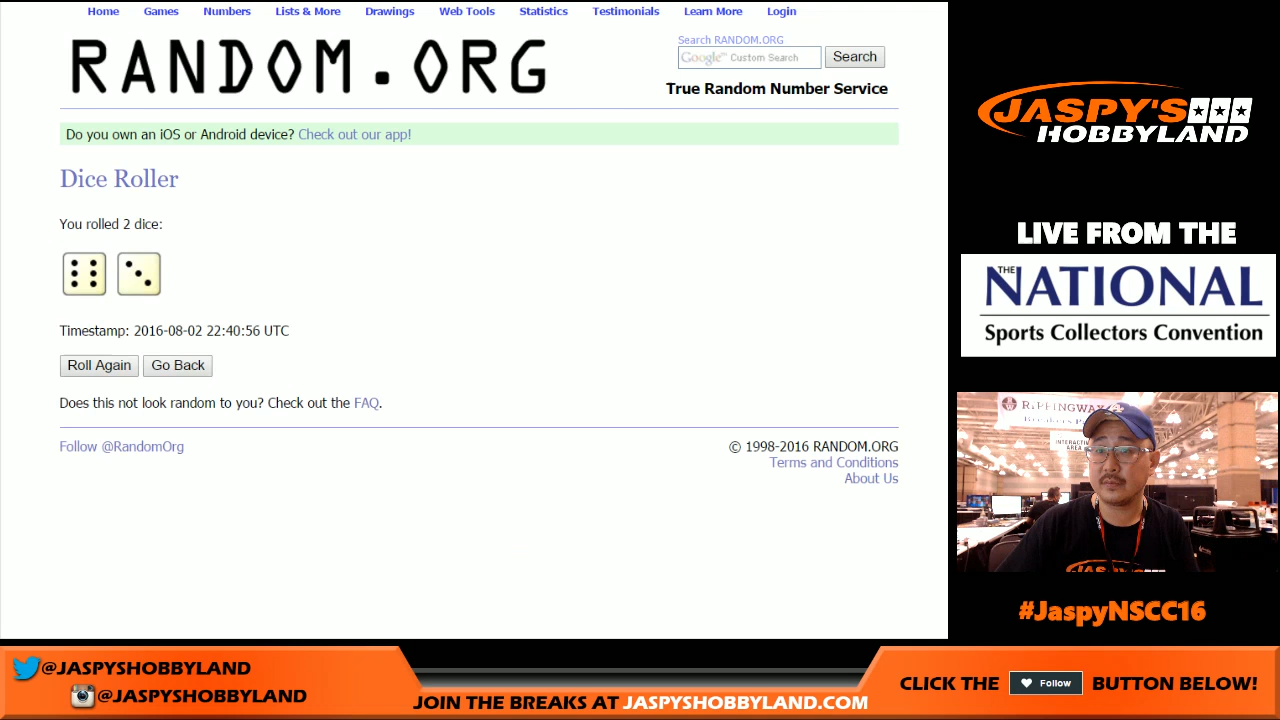 Home Games Numbers Lists & More Drawings Web Tools Statistics Testimonials Learn More Login
RANDOM.ORG
Search RANDOM.ORG
Google™ Custom Search Search
True Random Number Service
Do you own an iOS or Android device? Check out our app!
Dice Roller
You rolled 2 dice:
Timestamp: 2016-08-02 22:40:56 UTC
Roll Again Go Back
Does this not look random to you? Check out the FAQ.
Follow @RandomOrg
© 1998-2016 RANDOM.ORG
Terms and Conditions
About Us
JASPY'S
HOBBYLAND
LIVE FROM THE
THE NATIONAL
Sports Collectors Convention
RIPPINGWAX
INTERACTIVE
AREA
#JaspyNSCC16
@JASPYSHOBBYLAND
@JASPYSHOBBYLAND
JOIN THE BREAKS AT JASPYSHOBBYLAND.COM
CLICK THE Follow BUTTON BELOW!